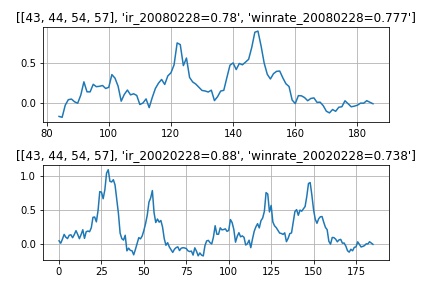 [[43, 44, 54, 57], 'ir_20080228=0.78', 'winrate_20080228=0.777']
0.5
0.0
80 100 120 140 160 180
[[43, 44, 54, 57], 'ir_20020228=0.88', 'winrate_20020228=0.738']
1.0
0.5
0.0
0 25 50 75 100 125 150 175